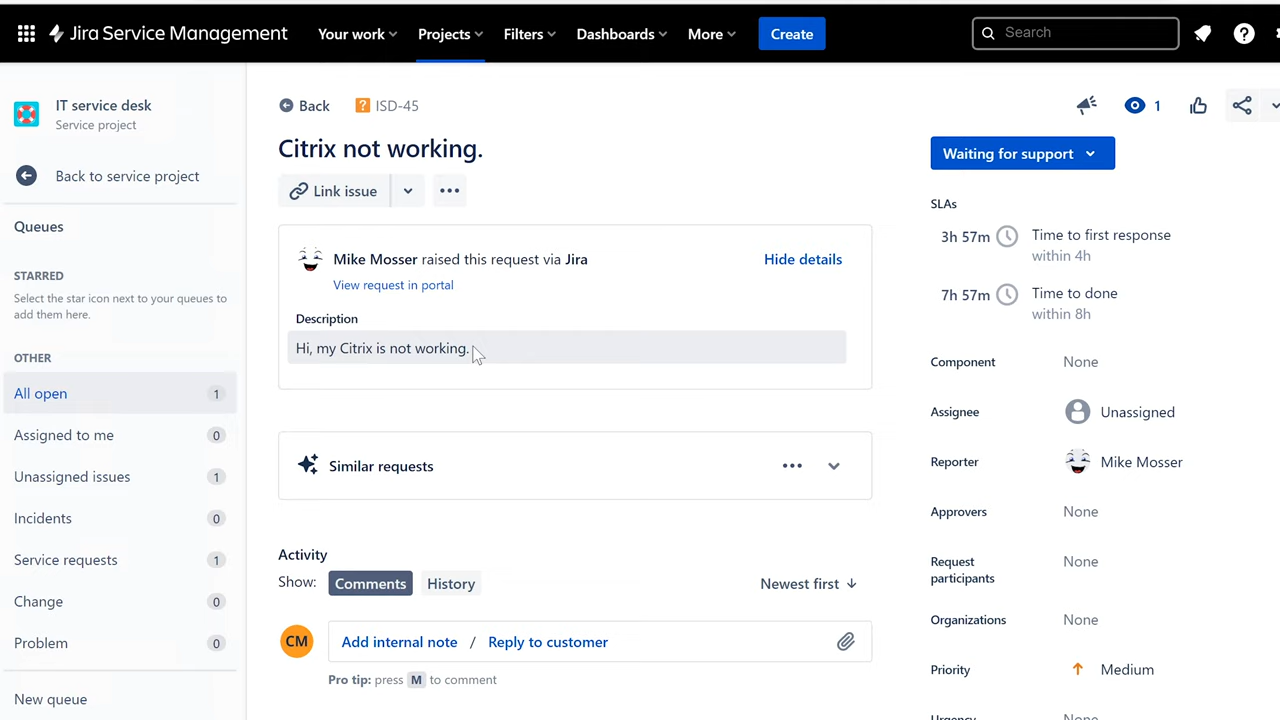 Jira Service Management
Your work
Projects
Filters
Dashboards
More
Create
Search
IT service desk
Service project
Back to service project
Queues
STARRED
Select the star icon next to your queues to
add them here.
OTHER
All open 1
Assigned to me 0
Unassigned issues 1
Incidents 0
Service requests 1
Change 0
Problem 0
New queue
Back
ISD-45
Citrix not working.
Link issue
Mike Mosser raised this request via Jira
Hide details
View request in portal
Description
Hi, my Citrix is not working.
Similar requests
Activity
Show: Comments History
Newest first
CM
Add internal note / Reply to customer
Pro tip: press M to comment
1
Waiting for support
SLAs
3h 57m Time to first response
within 4h
7h 57m Time to done
within 8h
Component None
Assignee Unassigned
Reporter Mike Mosser
Approvers None
Request
participants None
Organizations None
Priority Medium